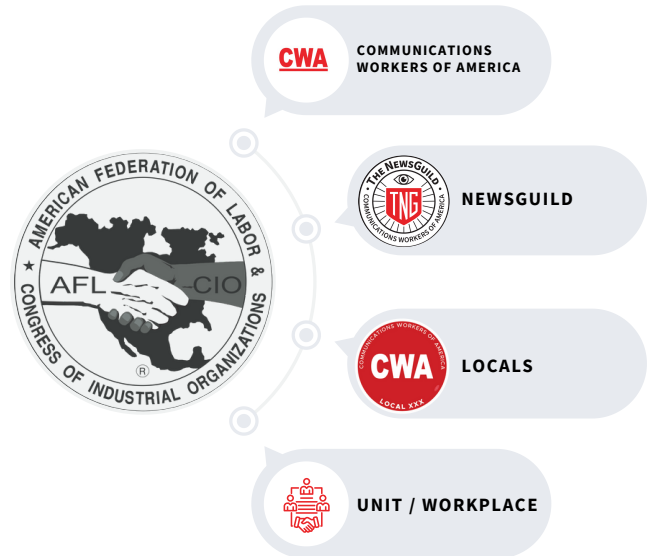 CWA
COMMUNICATIONS
WORKERS OF AMERICA
AMERICAN FEDERATION OF LABOR &
CONGRESS OF INDUSTRIAL ORGANIZATIONS
AFL-CIO
®
THE NEWSGUILD
TNG
COMMUNICATIONS WORKERS OF AMERICA
NEWSGUILD
COMMUNICATIONS WORKERS OF AMERICA
CWA
LOCAL XXX
LOCALS
UNIT / WORKPLACE